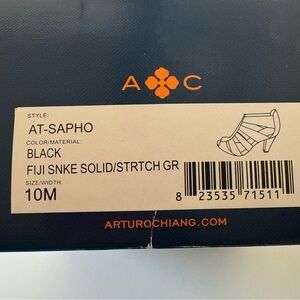 A C
STYLE:
AT-SAPHO
COLOR/MATERIAL:
BLACK
FIJI SNKE SOLID/STRTCH GR
SIZE/WIDTH:
10M
8 23535 71511
ARTUROCHIANG.COM